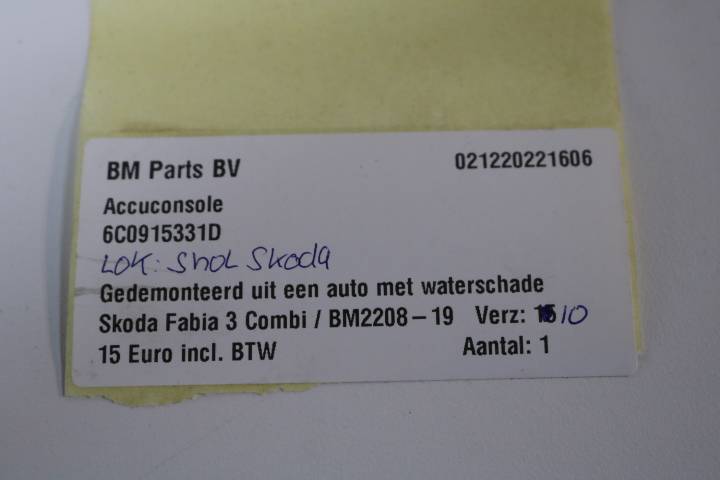 BM Parts BV 021220221606
Accuconsole
6C0915331D
LOK: Shol Skoda
Gedemonteerd uit een auto met waterschade
Skoda Fabia 3 Combi / BM2208 – 19 Verz: 10
15 Euro incl. BTW Aantal: 1